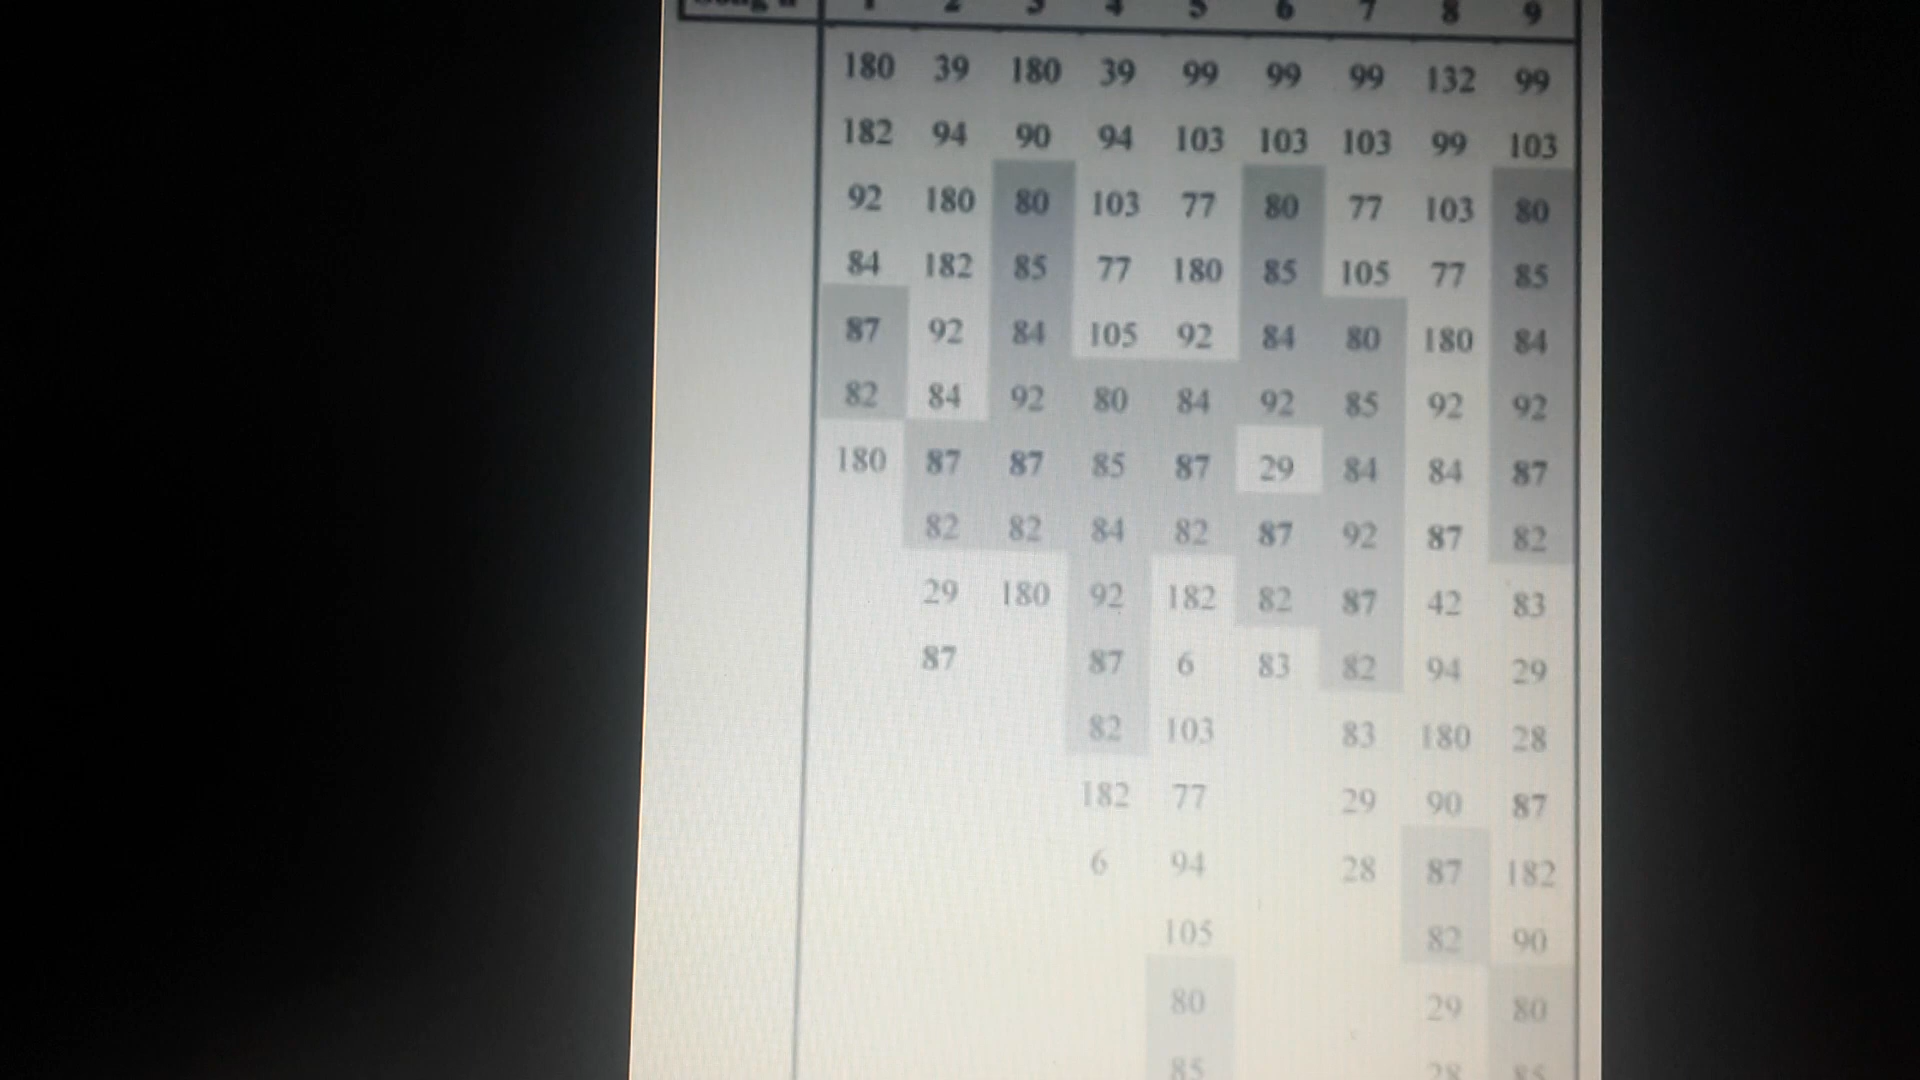 Song # 1 2 3 4 5 6 7 8 9
180 39 180 39 99 99 99 132 99
182 94 90 94 103 103 103 99 103
92 180 80 103 77 80 77 103 80
84 182 85 77 180 85 105 77 85
87 92 84 105 92 84 80 180 84
82 84 92 80 84 92 85 92 92
180 87 87 85 87 29 84 84 87
82 82 84 82 87 92 87 82
29 180 92 182 82 87 42 83
87 87 6 83 82 94 29
82 103 83 180 28
182 77 29 90 87
6 94 28 87 182
105 82 90
80 29 80
85 28 85